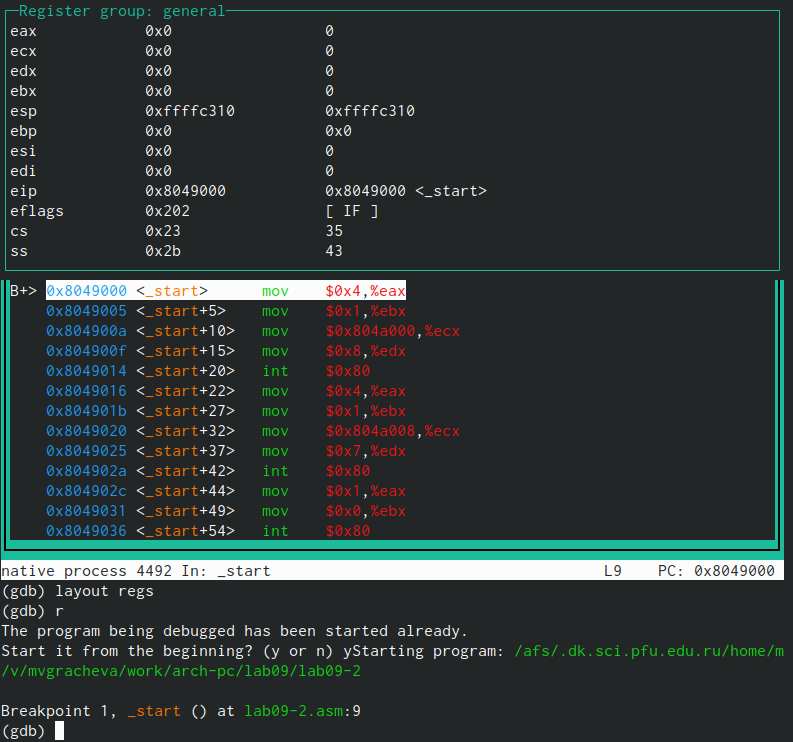 Register group: general
eax 0x0 0
ecx 0x0 0
edx 0x0 0
ebx 0x0 0
esp 0xffffc310 0xffffc310
ebp 0x0 0x0
esi 0x0 0
edi 0x0 0
eip 0x8049000 0x8049000 <_start>
eflags 0x202 [ IF ]
cs 0x23 35
ss 0x2b 43
B+> 0x8049000 <_start> mov $0x4,%eax
0x8049005 <_start+5> mov $0x1,%ebx
0x804900a <_start+10> mov $0x804a000,%ecx
0x804900f <_start+15> mov $0x8,%edx
0x8049014 <_start+20> int $0x80
0x8049016 <_start+22> mov $0x4,%eax
0x804901b <_start+27> mov $0x1,%ebx
0x8049020 <_start+32> mov $0x804a008,%ecx
0x8049025 <_start+37> mov $0x7,%edx
0x804902a <_start+42> int $0x80
0x804902c <_start+44> mov $0x1,%eax
0x8049031 <_start+49> mov $0x0,%ebx
0x8049036 <_start+54> int $0x80
native process 4492 In: _start L9 PC: 0x8049000
(gdb) layout regs
(gdb) r
The program being debugged has been started already.
Start it from the beginning? (y or n) yStarting program: /afs/.dk.sci.pfu.edu.ru/home/m
/v/mvgracheva/work/arch-pc/lab09/lab09-2
Breakpoint 1, _start () at lab09-2.asm:9
(gdb)